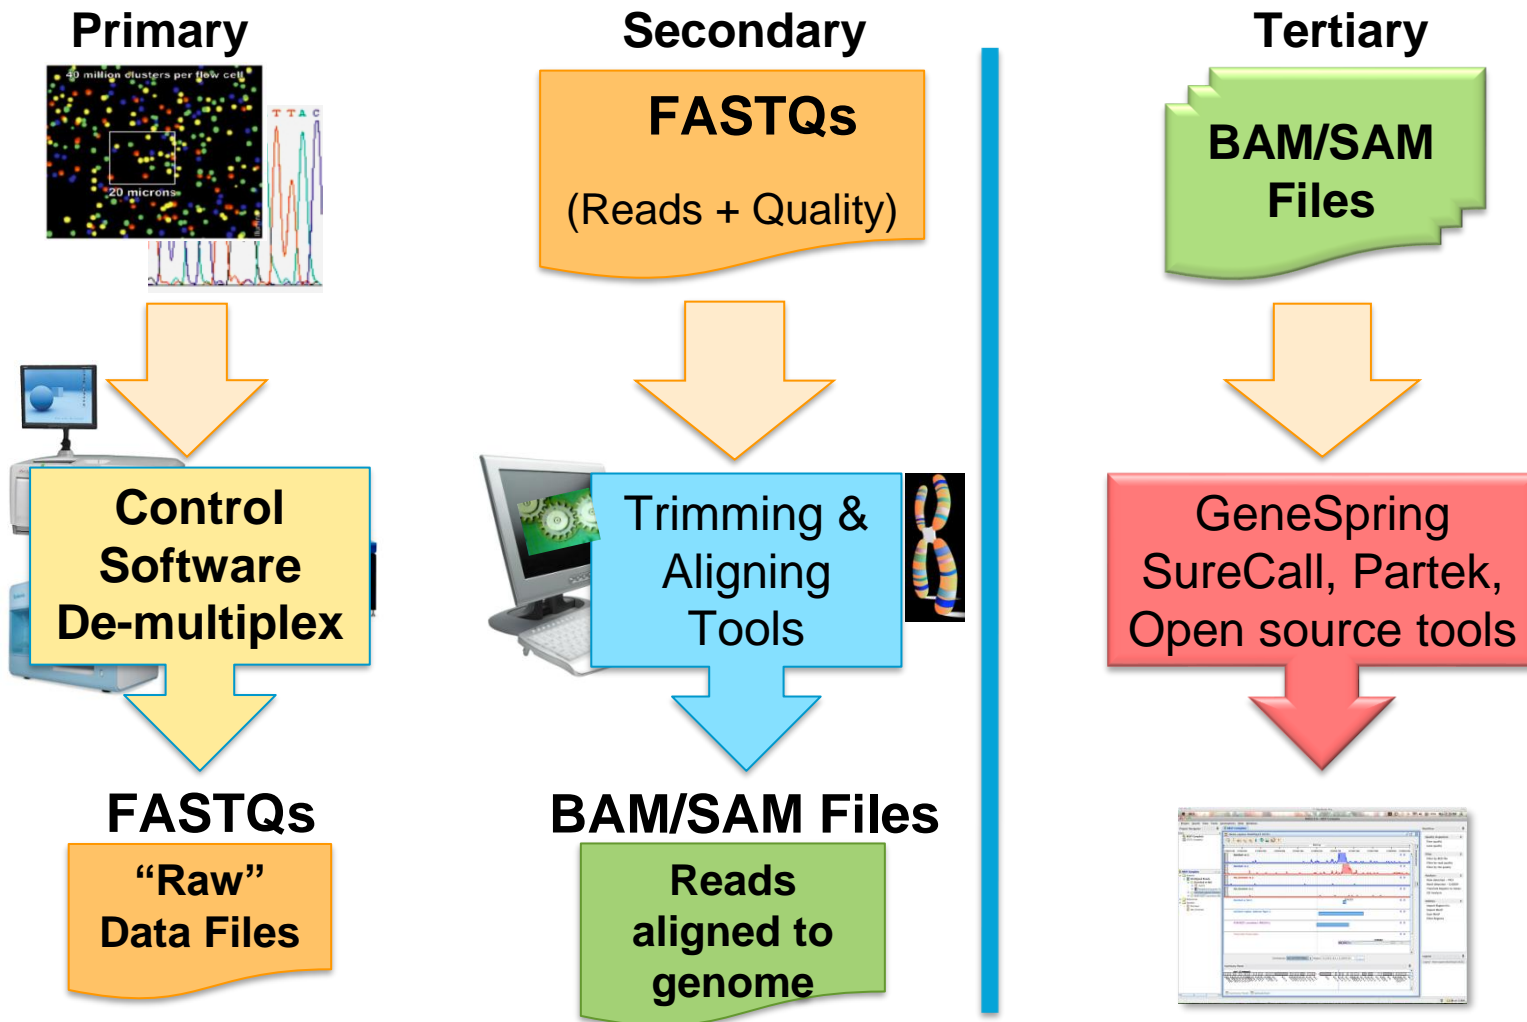 Primary
40 million clusters per flow cell
20 microns
T T A C
Control
Software
De-multiplex
FASTQs
“Raw”
Data Files
Secondary
FASTQs
(Reads + Quality)
Trimming &
Aligning
Tools
BAM/SAM Files
Reads
aligned to
genome
Tertiary
BAM/SAM
Files
GeneSpring
SureCall, Partek,
Open source tools